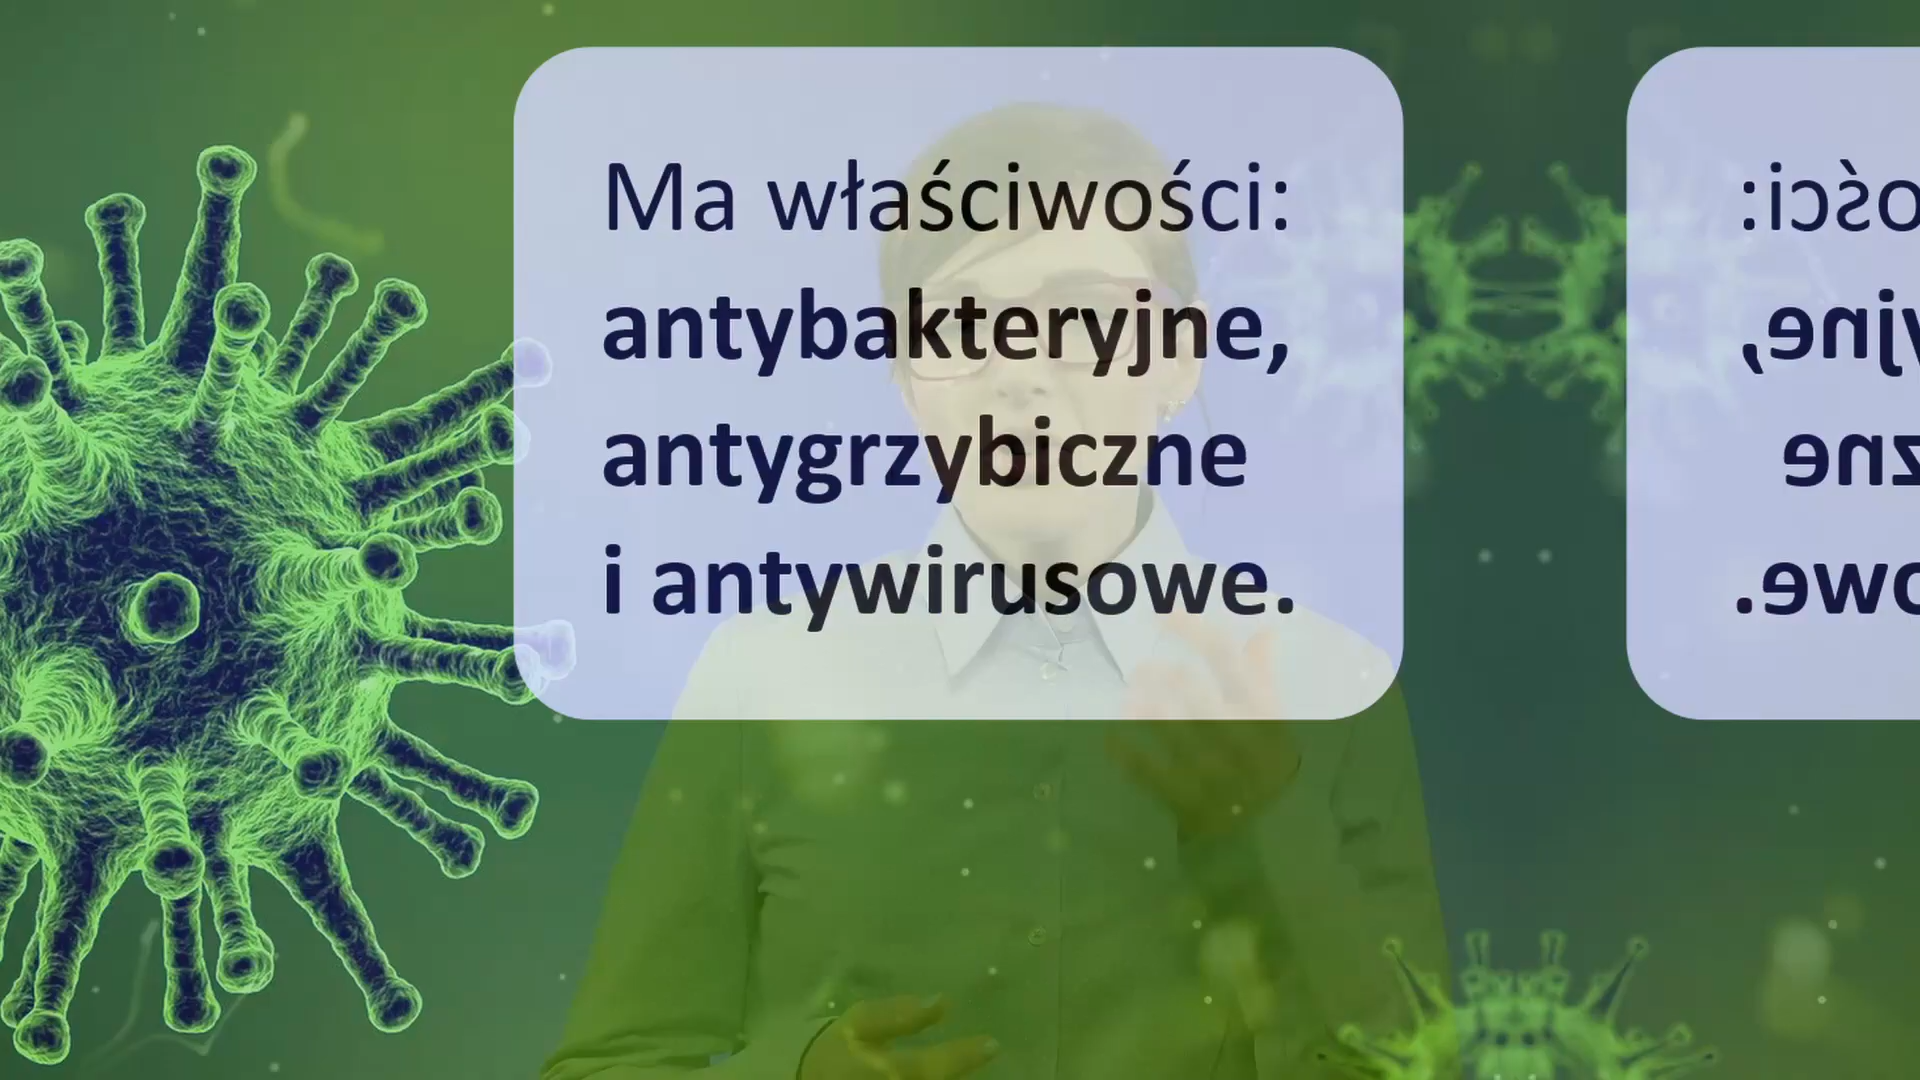 Ma właściwości:
antybakteryjne,
antygrzybiczne
i antywirusowe.